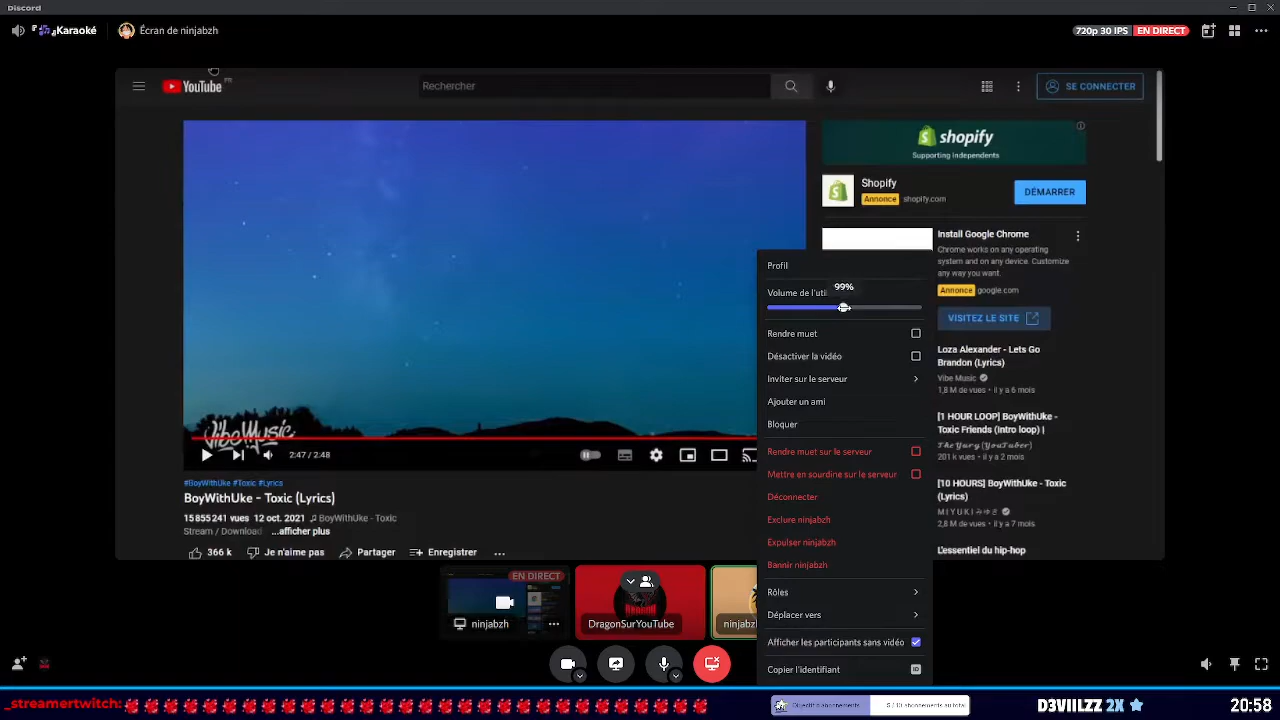 Discord
Karaoké
Écran de ninjabzh
720p 30 IPS EN DIRECT
YouTube FR
Rechercher
SE CONNECTER
shopify
Supporting Independents
Shopify
Annonce shopify.com
DÉMARRER
Install Google Chrome
Chrome works on any operating
system and on any device. Customize
any way you want.
Annonce google.com
VISITEZ LE SITE
Loza Alexander - Lets Go
Brandon (Lyrics)
Vibe Music
1,8 M de vues • il y a 6 mois
[1 HOUR LOOP] BoyWithUke -
Toxic Friends (Intro loop) |
201 k vues • il y a 2 mois
[10 HOURS] BoyWithUke - Toxic
(Lyrics)
2,8 M de vues • il y a 7 mois
L'essentiel du hip-hop
VibeMusic
2:47 / 2:48
#BoyWithUke #Toxic #Lyrics
BoyWithUke - Toxic (Lyrics)
15 855 241 vues 12 oct. 2021 ♫ BoyWithUke - Toxic
Stream / Download ...afficher plus
366 k Je n'aime pas Partager Enregistrer
Profil
Volume de l'uti
99%
Rendre muet
Désactiver la vidéo
Inviter sur le serveur
Ajouter un ami
Bloquer
Rendre muet sur le serveur
Mettre en sourdine sur le serveur
Déconnecter
Exclure ninjabzh
Expulser ninjabzh
Bannir ninjabzh
Rôles
Déplacer vers
Afficher les participants sans vidéo
Copier l'identifiant ID
EN DIRECT
ninjabzh
DragonSurYouTube
ninjabz
_streamertwitch:
Objectif d'abonnements
abonnements au total
D3VIILZZ 2X
20:58